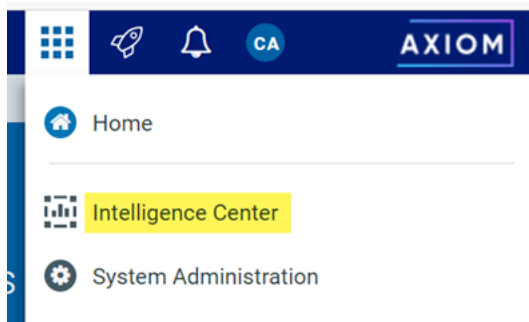 CA
AXIOM
Home
Intelligence Center
S
System Administration